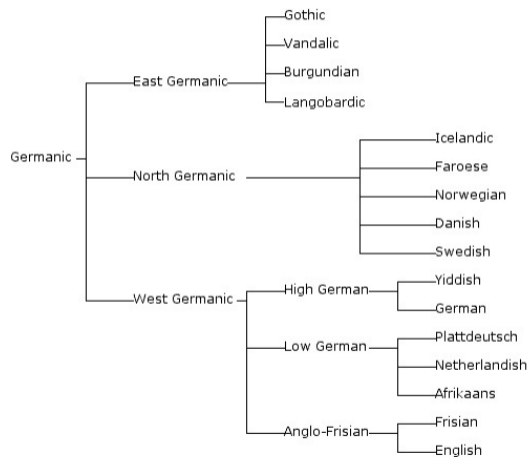 Gothic
Vandalic
Burgundian
East Germanic
Langobardic
Icelandic
Germanic
Faroese
North Germanic
Norwegian
Danish
Swedish
Yiddish
West Germanic
High German
German
Plattdeutsch
Low German
Netherlandish
Afrikaans
Frisian
Anglo-Frisian
English